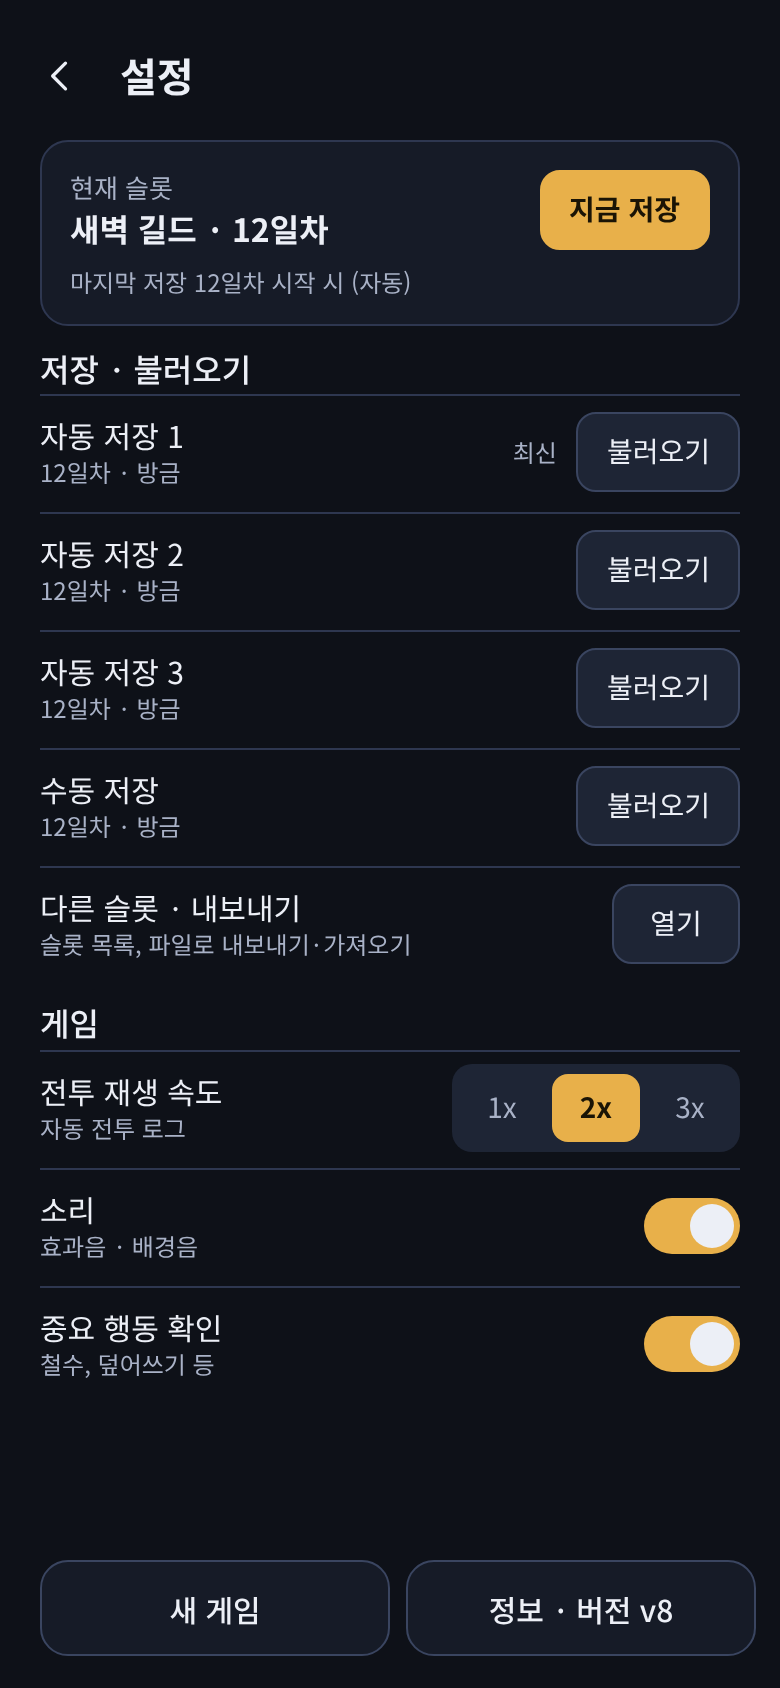 설정
현재 슬롯
새벽 길드 · 12일차
지금 저장
마지막 저장 12일차 시작 시 (자동)
저장 · 불러오기
자동 저장 1
12일차 · 방금
최신
불러오기
자동 저장 2
12일차 · 방금
불러오기
자동 저장 3
12일차 · 방금
불러오기
수동 저장
12일차 · 방금
불러오기
다른 슬롯 · 내보내기
슬롯 목록, 파일로 내보내기·가져오기
열기
게임
전투 재생 속도
자동 전투 로그
1x 2x 3x
소리
효과음 · 배경음
중요 행동 확인
철수, 덮어쓰기 등
새 게임
정보 · 버전 v8